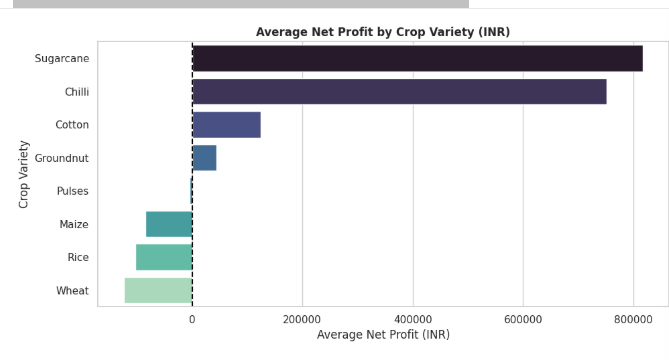 Average Net Profit by Crop Variety (INR)
Sugarcane
Chilli
Cotton
Groundnut
Pulses
Maize
Rice
Wheat
Crop Variety
0 200000 400000 600000 800000
Average Net Profit (INR)